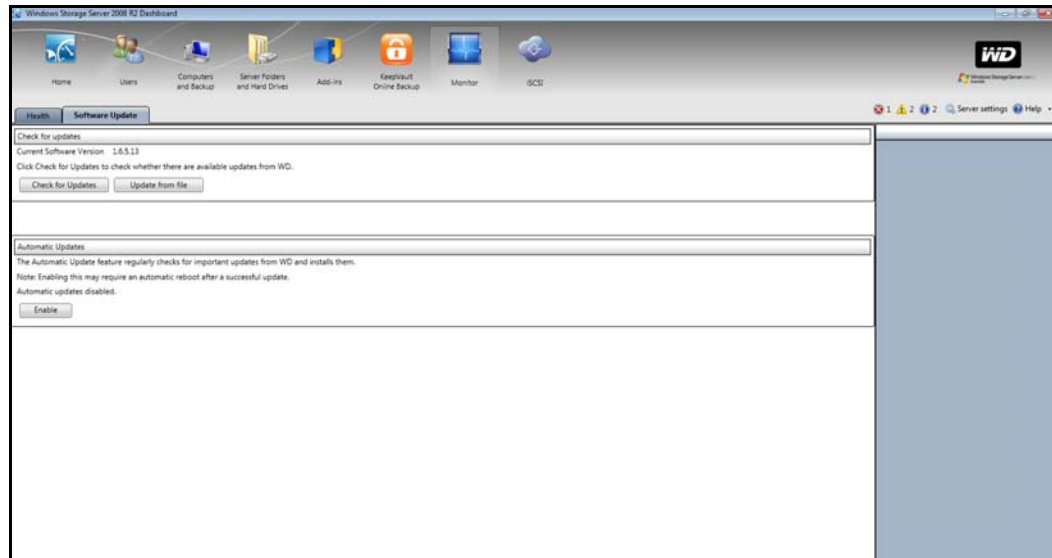 Windows Storage Server 2008 R2 Dashboard
Home
Users
Computers and Backup
Server Folders and Hard Drives
Add-ins
KeepVault Online Backup
Monitor
iSCSI
WD
Health
Software Update
1 2 2 Server settings Help
Check for updates
Current Software Version 1.6.5.13
Click Check for Updates to check whether there are available updates from WD.
Check for Updates
Update from file
Automatic Updates
The Automatic Update feature regularly checks for important updates from WD and installs them.
Note: Enabling this may require an automatic reboot after a successful update.
Automatic updates disabled.
Enable